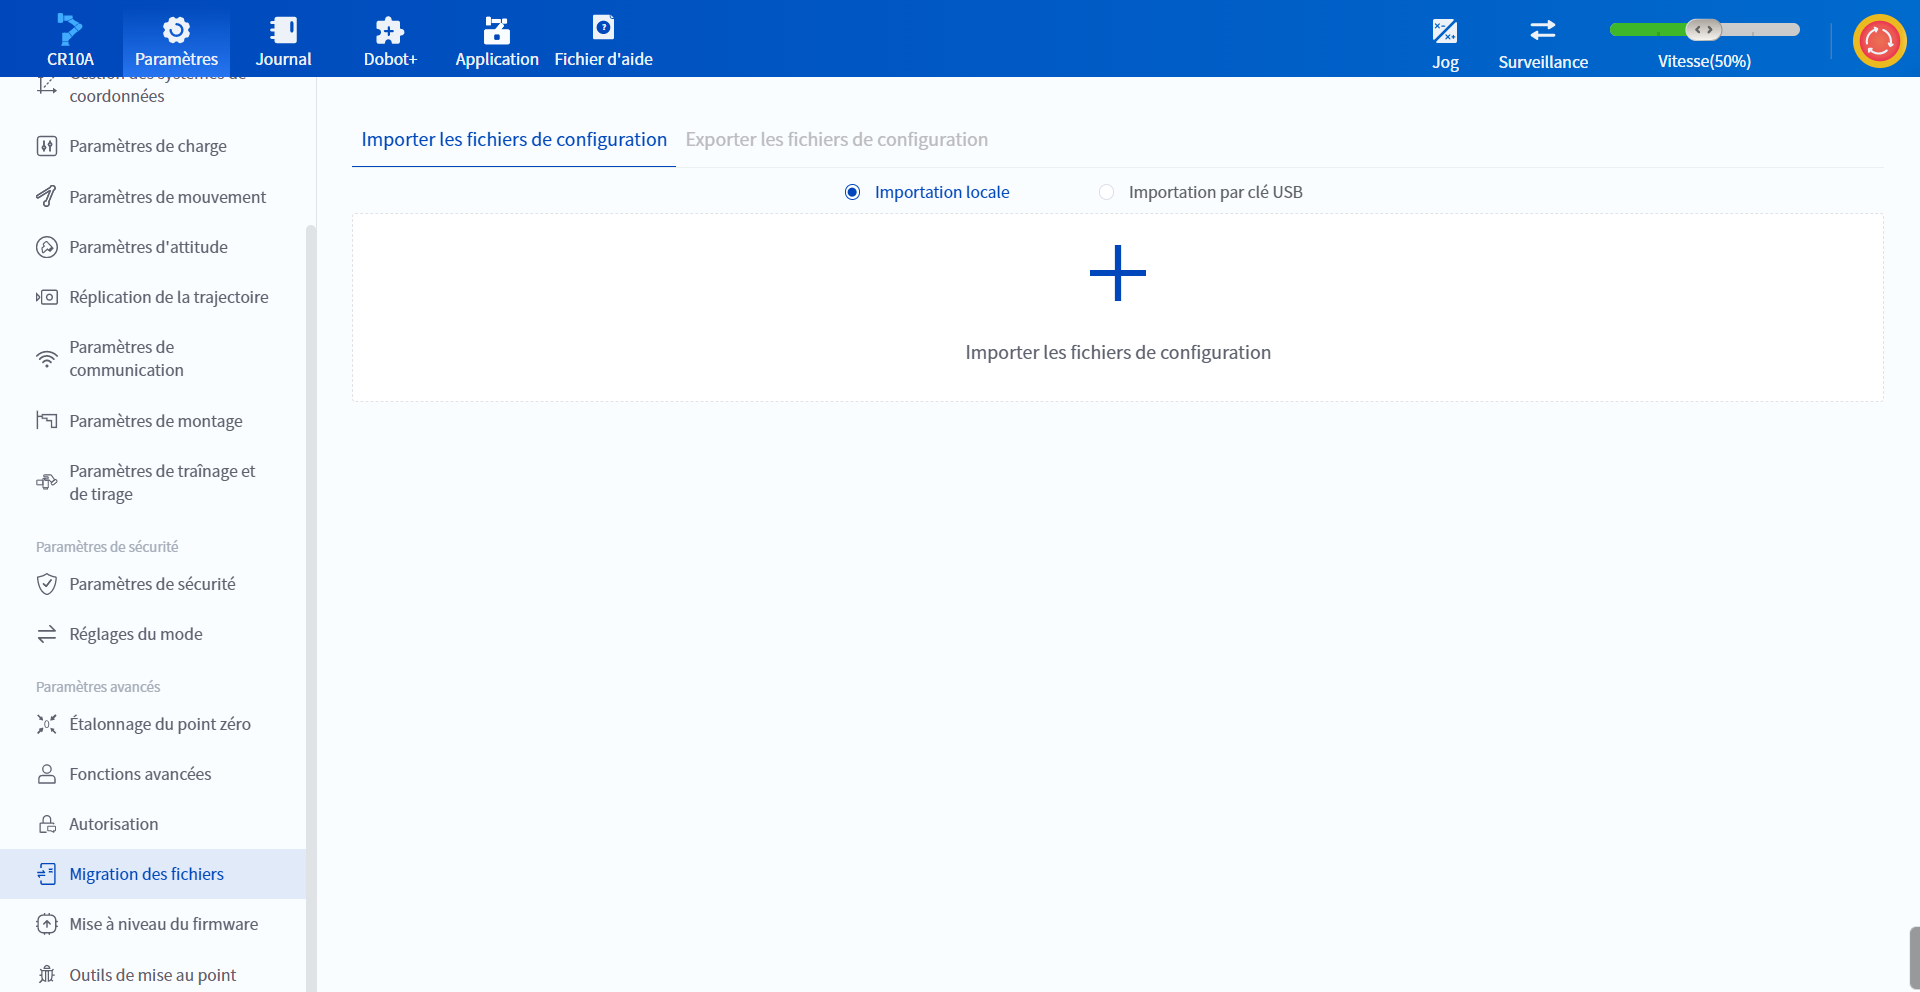 CR10A
Paramètres
Journal
Dobot+
Application
Fichier d'aide
Jog
Surveillance
Vitesse(50%)
Gestion des systèmes de
coordonnées
Paramètres de charge
Paramètres de mouvement
Paramètres d'attitude
Réplication de la trajectoire
Paramètres de
communication
Paramètres de montage
Paramètres de traînage et
de tirage
Paramètres de sécurité
Paramètres de sécurité
Réglages du mode
Paramètres avancés
Étalonnage du point zéro
Fonctions avancées
Autorisation
Migration des fichiers
Mise à niveau du firmware
Outils de mise au point
Importer les fichiers de configuration
Exporter les fichiers de configuration
Importation locale
Importation par clé USB
Importer les fichiers de configuration